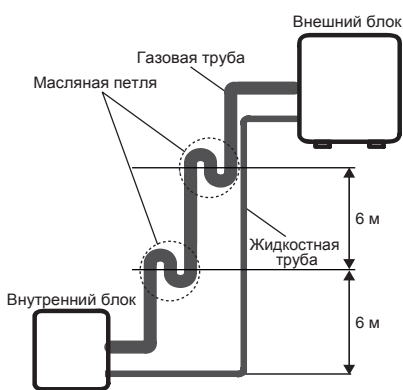 Внешний блок
Газовая труба
Масляная петля
6 м
Жидкостная
труба
Внутренний блок
6 м